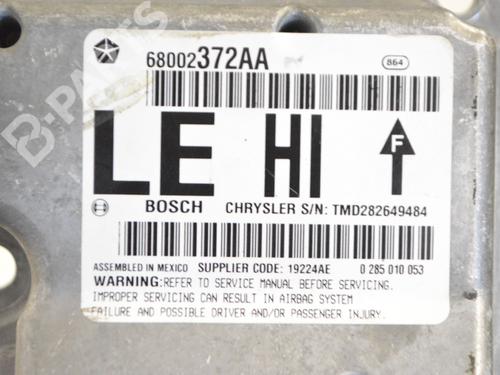 68002372AA
864
LE HI F
BOSCH CHRYSLER S/N: TMD282649484
ASSEMBLED IN MEXICO SUPPLIER CODE: 19224AE 0 285 010 053
WARNING:REFER TO SERVICE MANUAL BEFORE SERVICING.
IMPROPER SERVICING CAN RESULT IN AIRBAG SYSTEM
FAILURE AND POSSIBLE DRIVER AND/OR PASSENGER INJURY.
B-PARTS